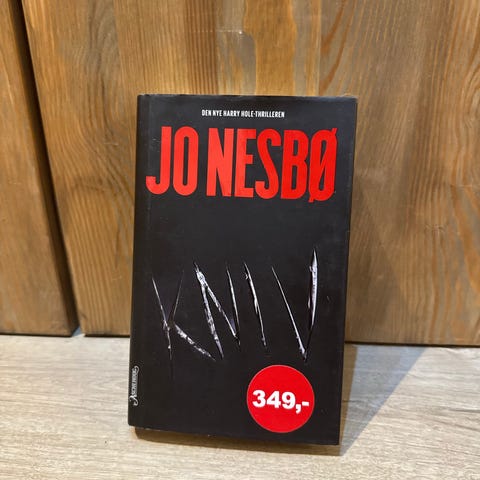 DEN NYE HARRY HOLE-THRILLEREN
JO NESBØ
KNIV
349,-